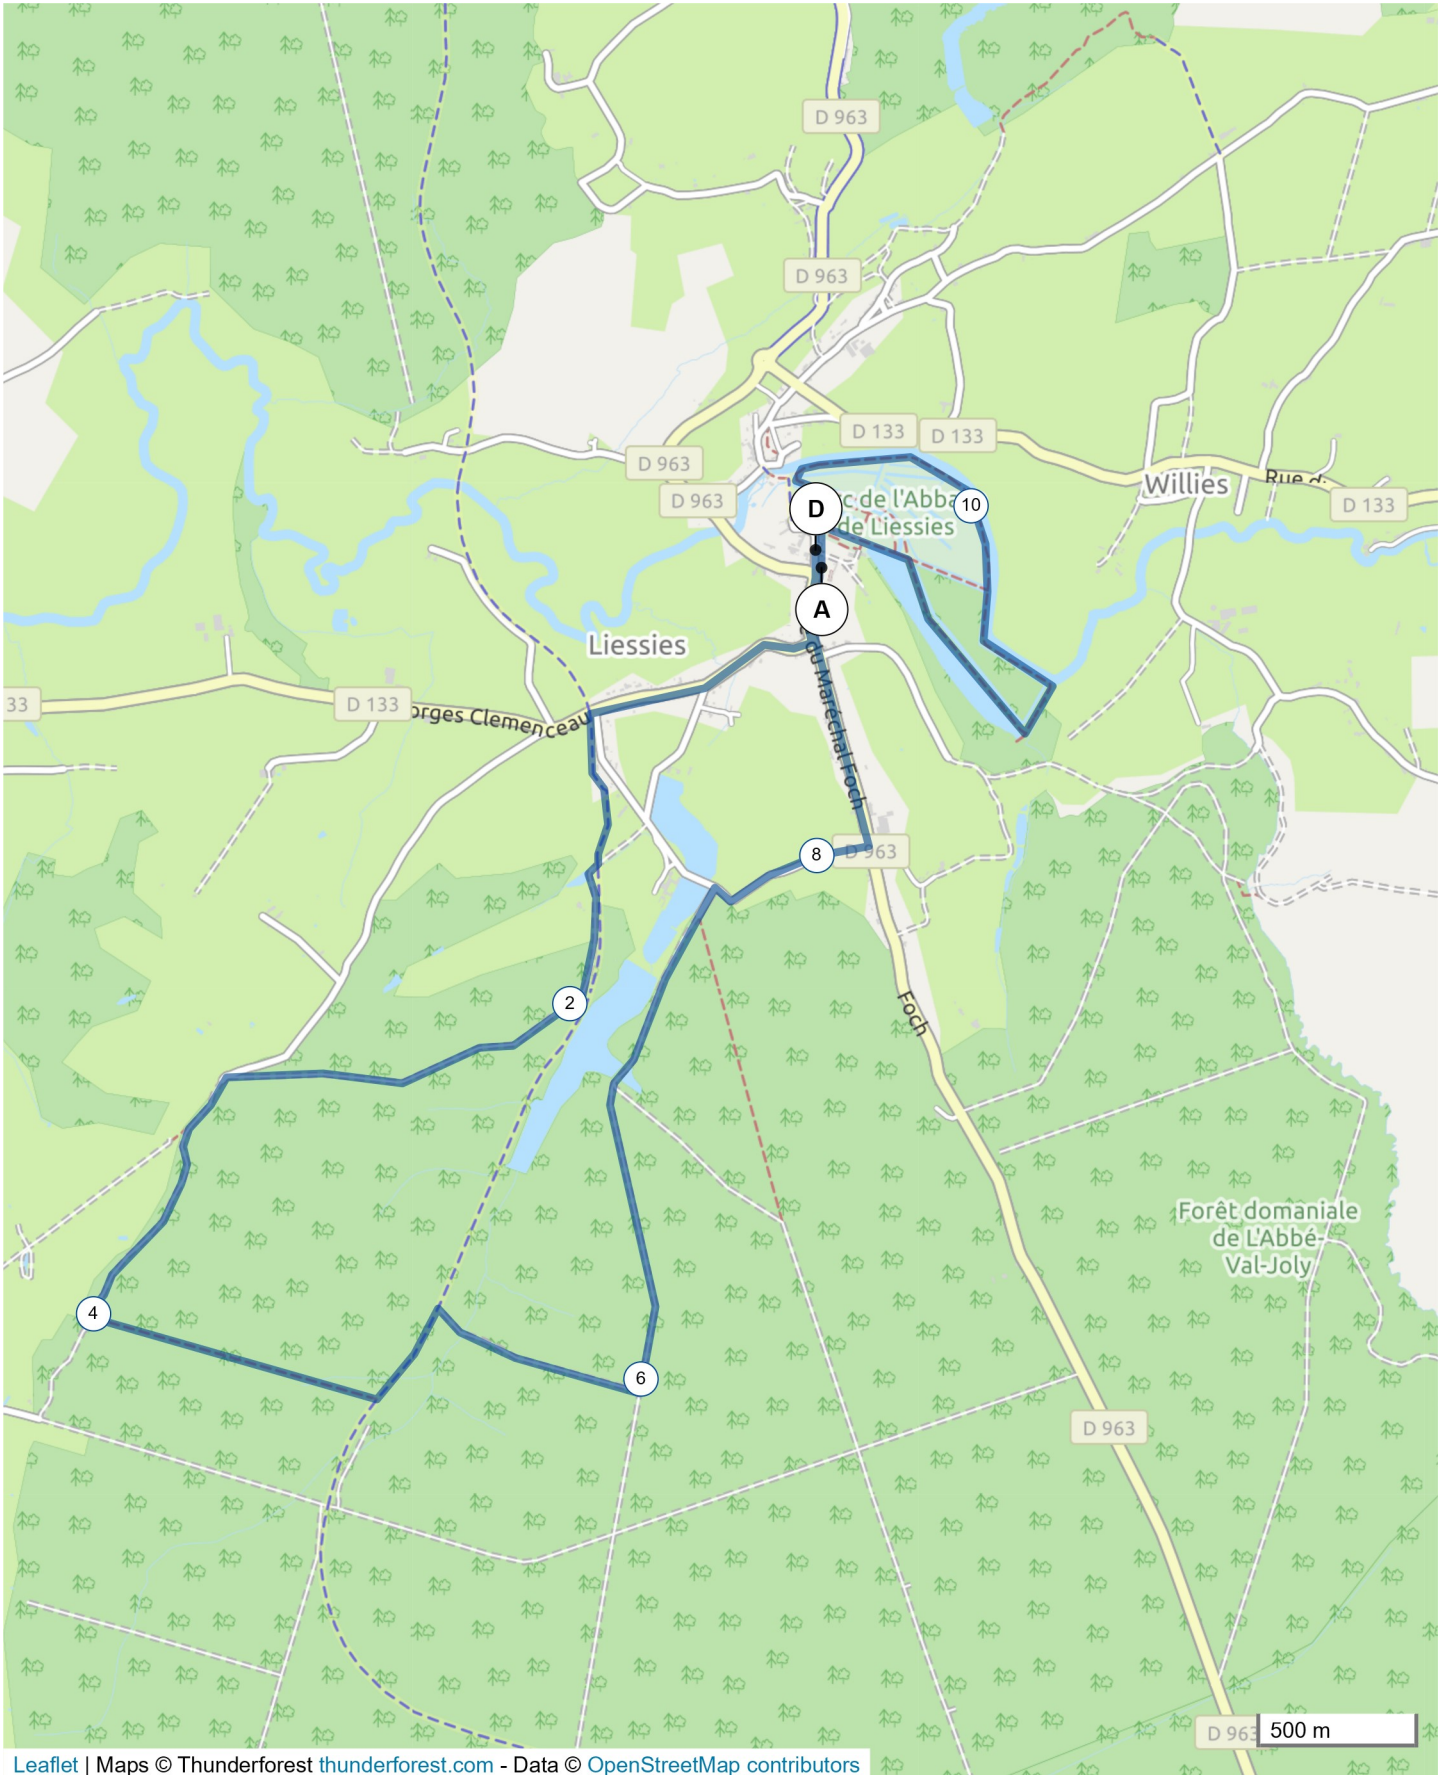 D 963
D 963
D 133
D 133
D 963
D 963
Willies
Rue d
D 133
10
D
rc de l'Abba
de Liessies
A
Liessies
33
D 133
orges Clemenceau
du Maréchal Foch
8
D 963
2
Foch
Forêt domaniale
de L'Abbé-
Val-Joly
4
6
D 963
D 963
500 m
Leaflet | Maps © Thunderforest thunderforest.com - Data © OpenStreetMap contributors